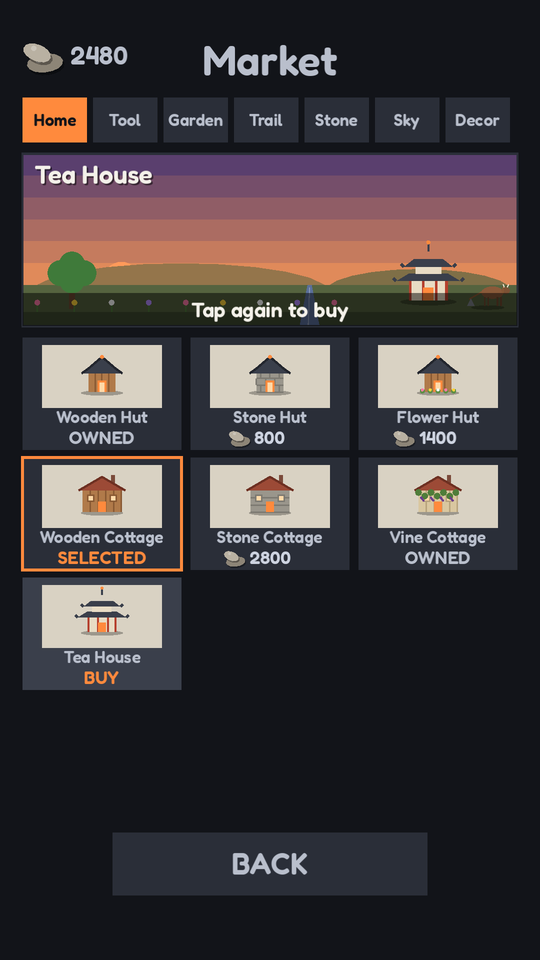 2480
Market
Home
Tool
Garden
Trail
Stone
Sky
Decor
Tea House
Tap again to buy
Wooden Hut
OWNED
Stone Hut
800
Flower Hut
1400
Wooden Cottage
SELECTED
Stone Cottage
2800
Vine Cottage
OWNED
Tea House
BUY
BACK